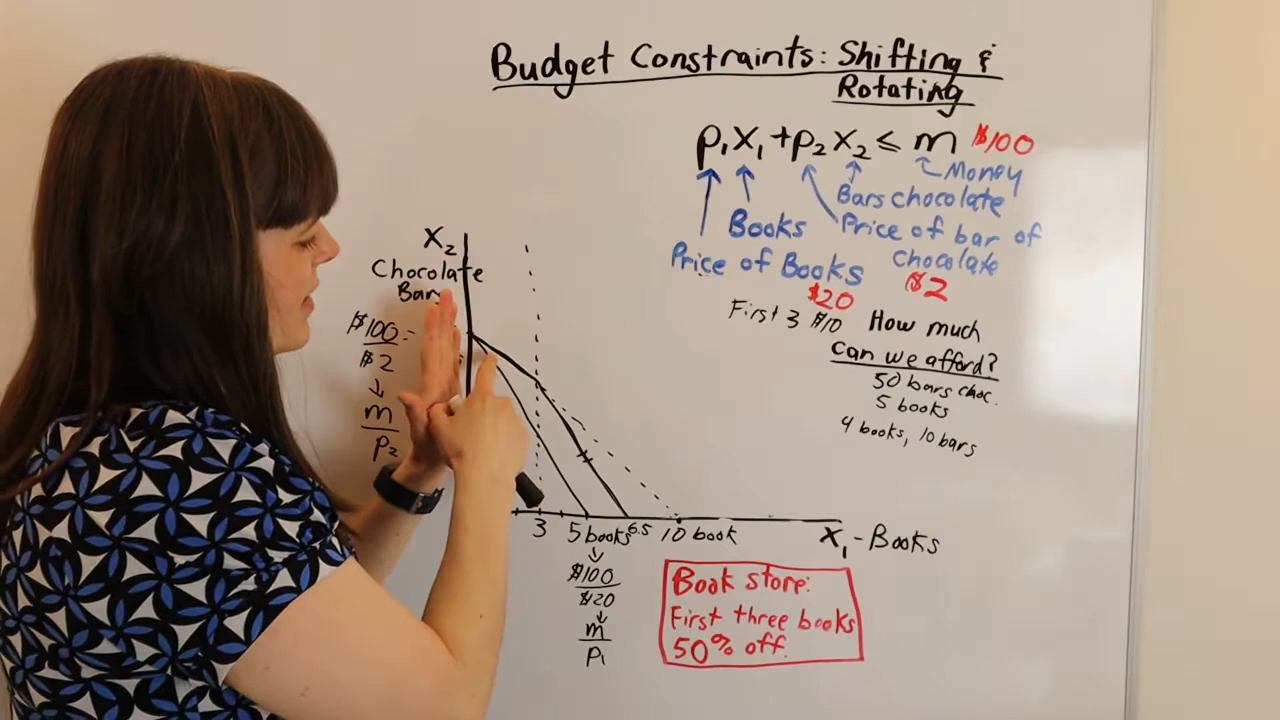 Budget Constraints: Shifting &
Rotating
p₁x₁ + p₂x₂ ≤ m $100
Money
Bars chocolate
Books
Price of bar of
chocolate
Price of Books
$2
$20
First 3 $10
How much
can we afford?
50 bars choc.
5 books
4 books, 10 bars
x₂
Chocolate
Bars
$100 =
$2
m
p₂
3 5 books 6.5 10 book
x₁ - Books
$100
$20
m
p₁
Book store:
First three books
50% off.